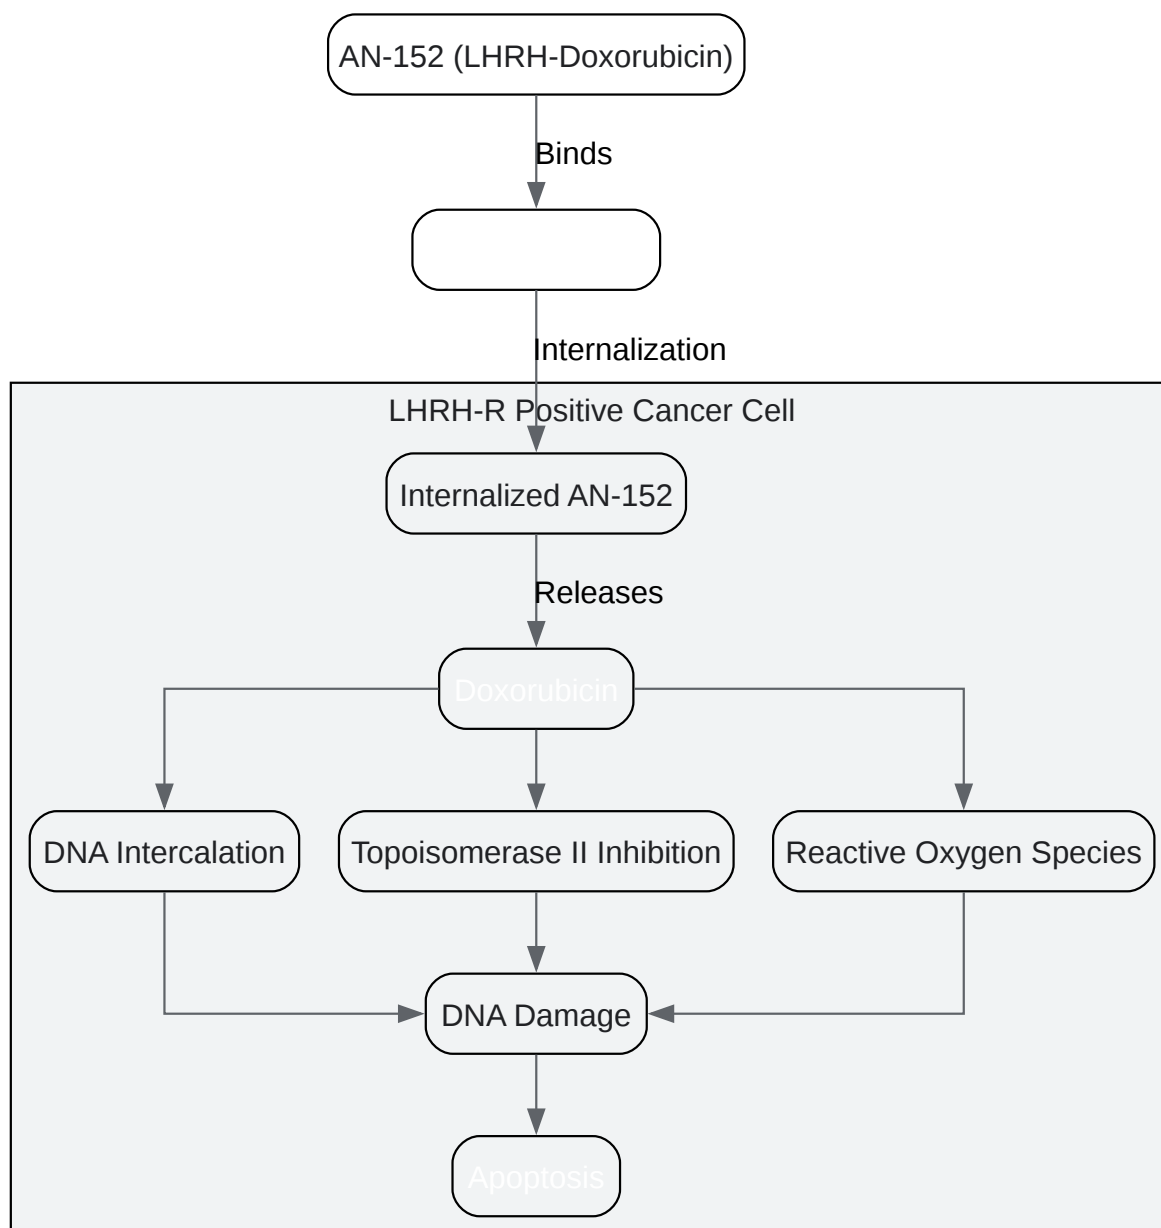 AN-152 (LHRH-Doxorubicin)
Binds
Internalization
LHRH-R Positive Cancer Cell
Internalized AN-152
Releases
Doxorubicin
DNA Intercalation
Topoisomerase II Inhibition
Reactive Oxygen Species
DNA Damage
Apoptosis